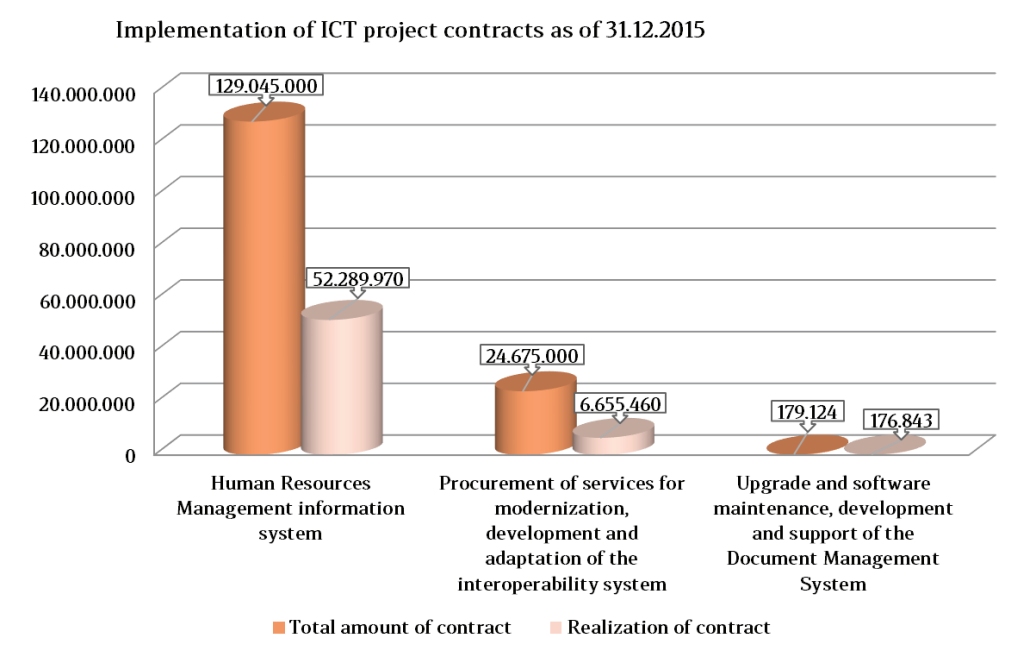 Implementation of ICT project contracts as of 31.12.2015
140.000.000
120.000.000
100.000.000
80.000.000
60.000.000
40.000.000
20.000.000
0
129.045.000
52.289.970
24.675.000
6.655.460
179.124
176.843
Human Resources
Management information
system
Procurement of services for
modernization,
development and
adaptation of the
interoperability system
Upgrade and software
maintenance, development
and support of the
Document Management
System
Total amount of contract
Realization of contract